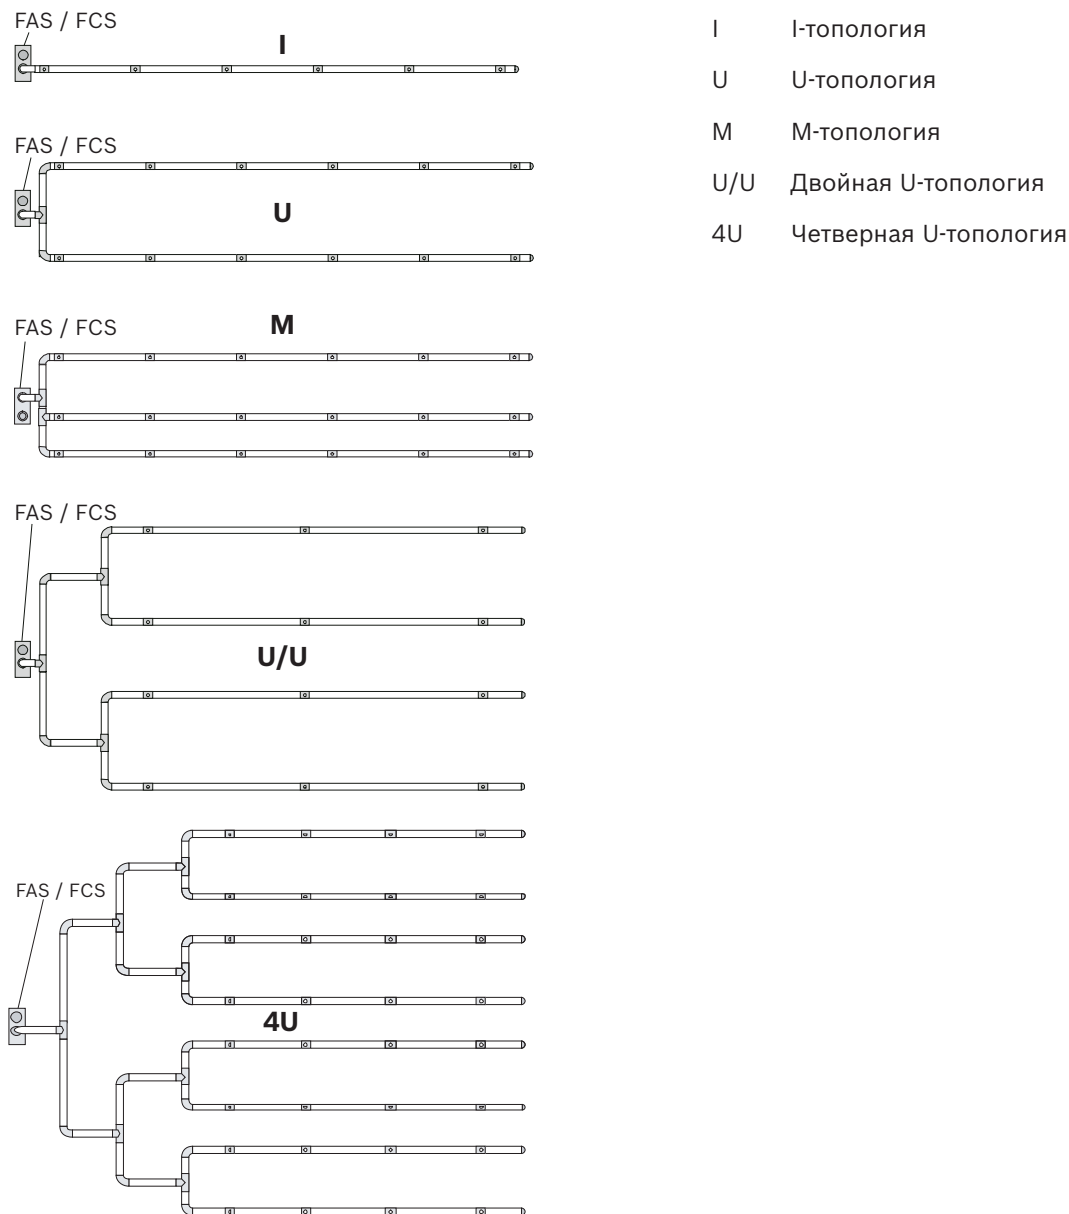 FAS / FCS
I
FAS / FCS
U
FAS / FCS
M
FAS / FCS
U/U
FAS / FCS
4U
I I-топология
U U-топология
M M-топология
U/U Двойная U-топология
4U Четверная U-топология